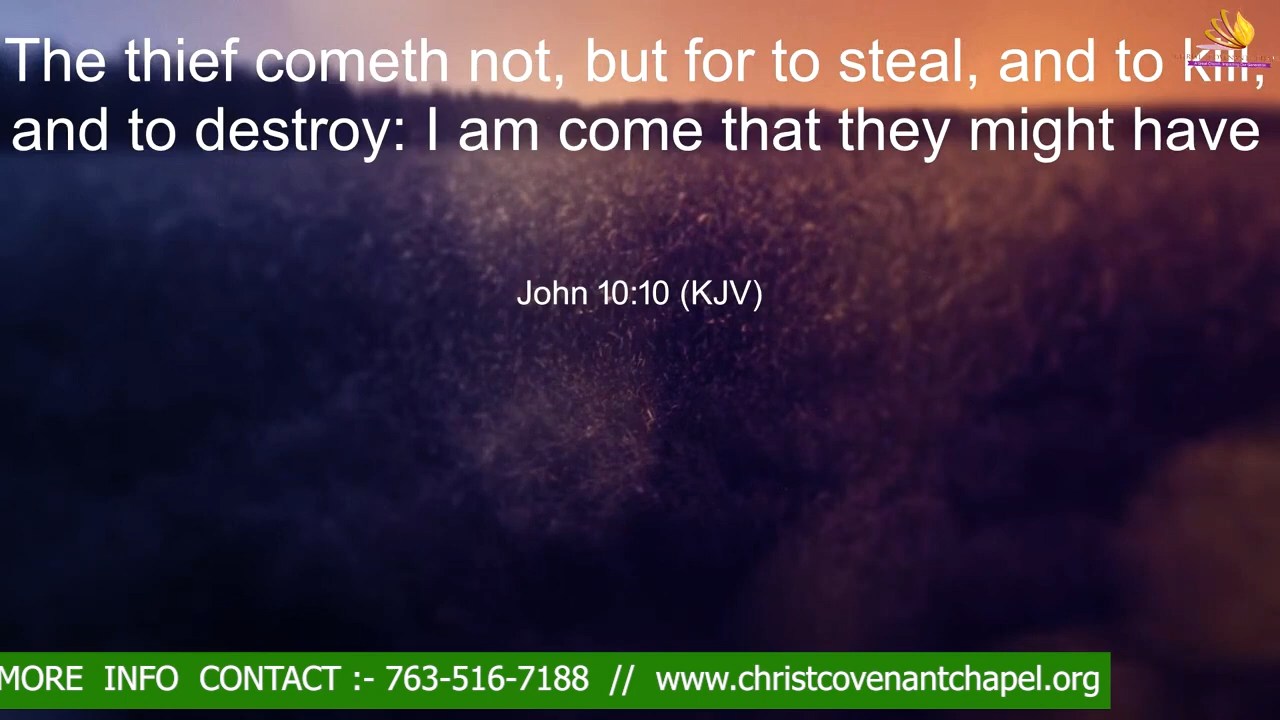 The thief cometh not, but for to steal, and to kill,
and to destroy: I am come that they might have
John 10:10 (KJV)
MORE INFO CONTACT :- 763-516-7188 // www.christcovenantchapel.org